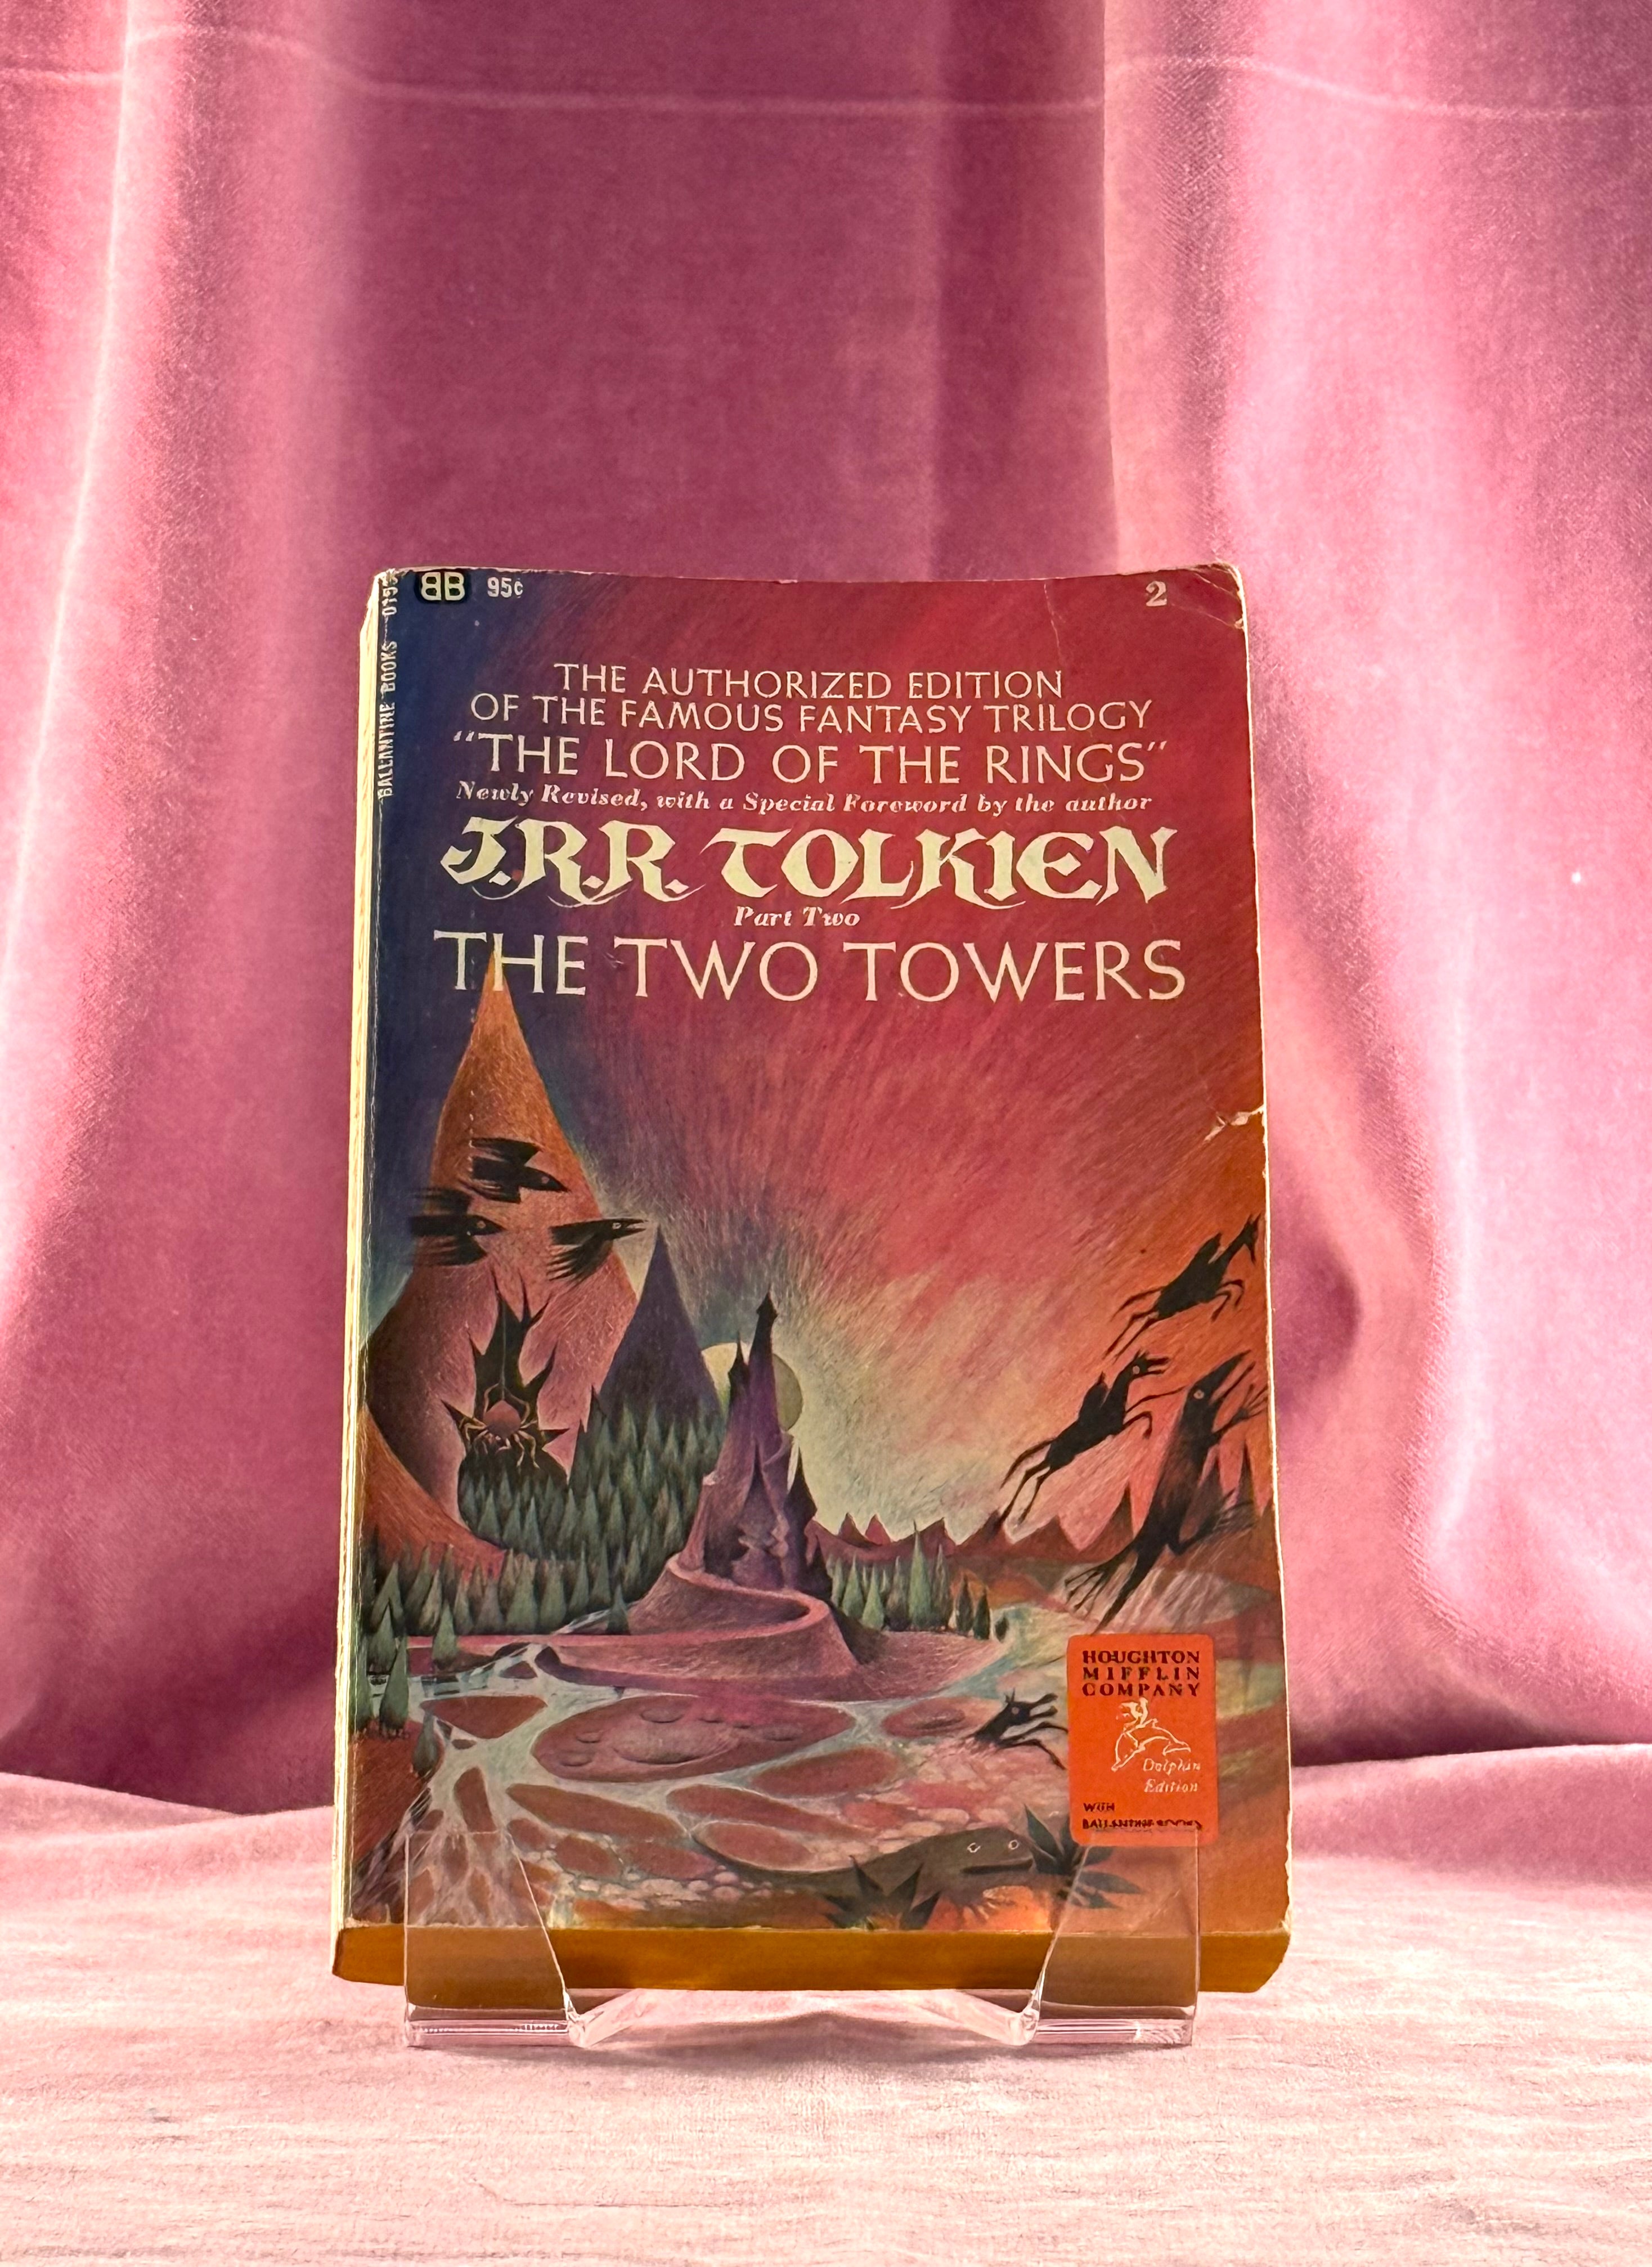 BALLANTINE BOOKS
BB 95¢
2
THE AUTHORIZED EDITION
OF THE FAMOUS FANTASY TRILOGY
"THE LORD OF THE RINGS"
Newly Revised, with a Special Foreword by the author
J.R.R. TOLKIEN
Part Two
THE TWO TOWERS
HOUGHTON
MIFFLIN
COMPANY
Dolphin
Edition
WITH
BALLANTINE BOOKS